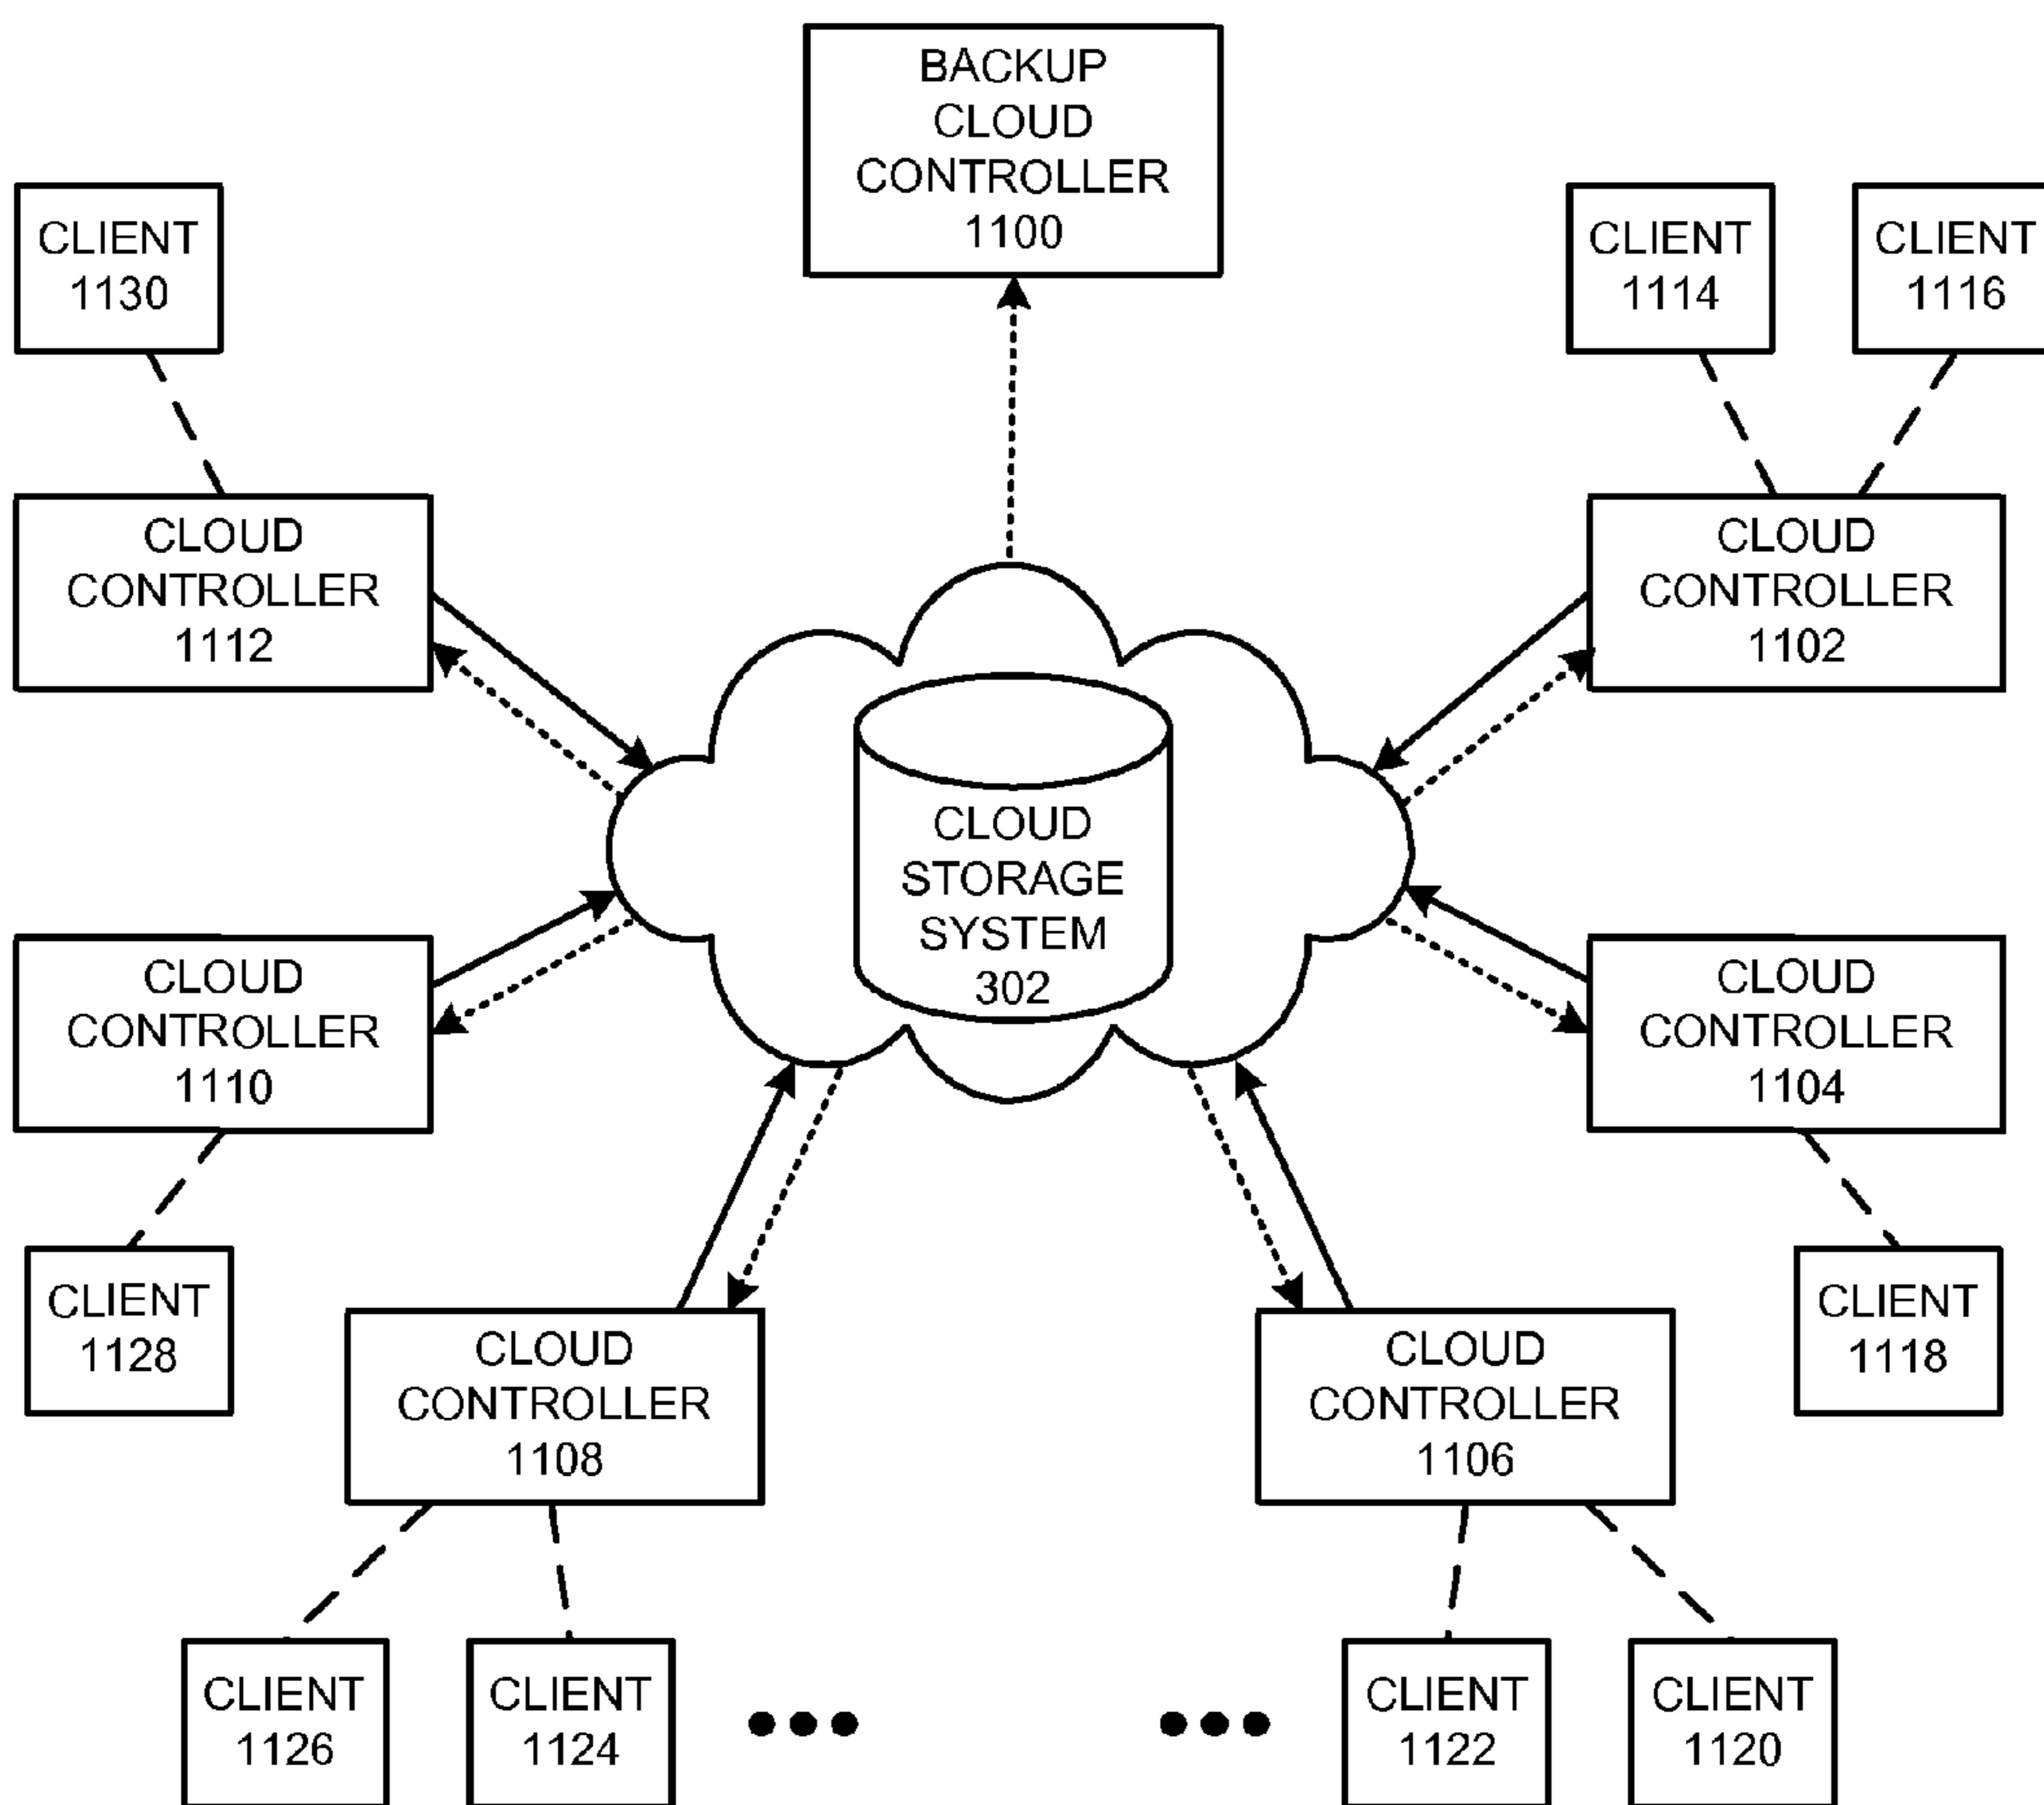 BACKUP
CLOUD
CONTROLLER
1100
CLIENT
1130
CLIENT
1114
CLIENT
1116
CLOUD
CONTROLLER
1112
CLOUD
CONTROLLER
1102
CLOUD
STORAGE
SYSTEM
302
CLOUD
CONTROLLER
1110
CLOUD
CONTROLLER
1104
CLIENT
1128
CLIENT
1118
CLOUD
CONTROLLER
1108
CLOUD
CONTROLLER
1106
CLIENT
1126
CLIENT
1124
CLIENT
1122
CLIENT
1120